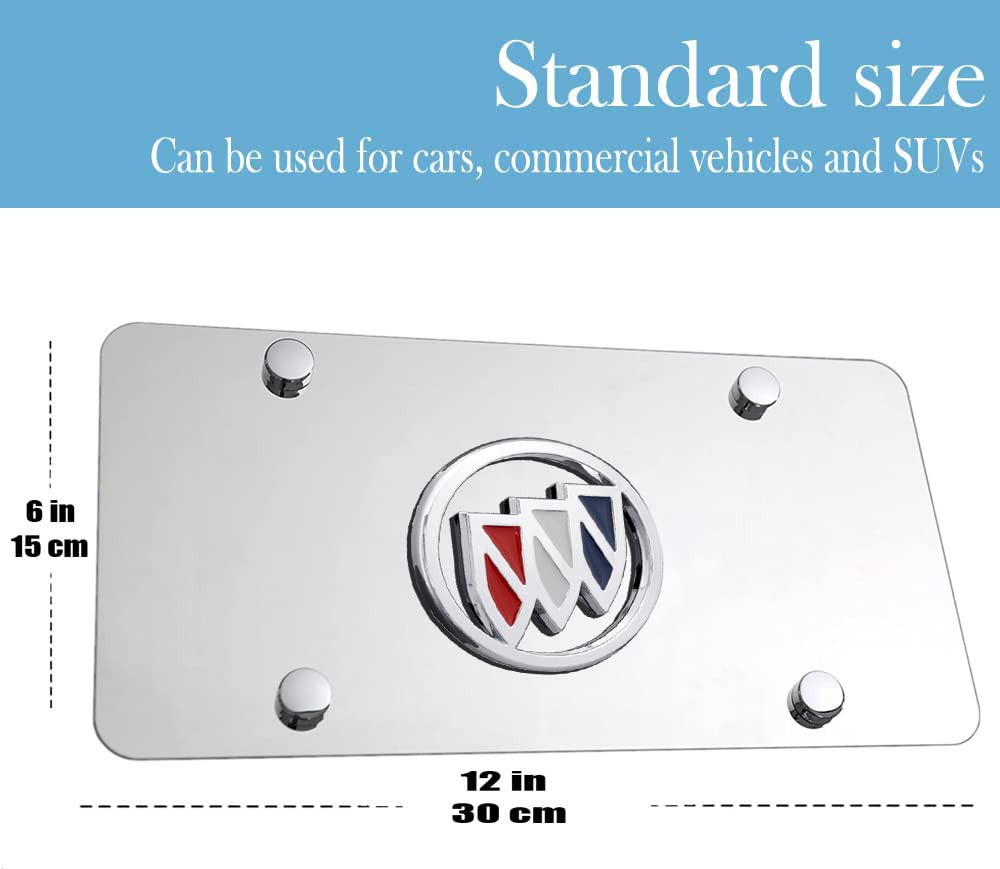 Standard size
Can be used for cars, commercial vehicles and SUVs
6 in
15 cm
12 in
30 cm